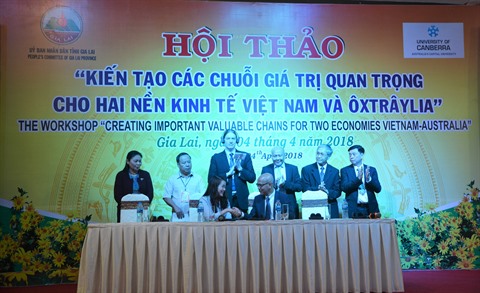 HỘI THẢO
ỦY BAN NHÂN DÂN TỈNH GIA LAI
PEOPLE'S COMMITTEE OF GIA LAI PROVINCE
UNIVERSITY OF
CANBERRA
"KIẾN TẠO CÁC CHUỖI GIÁ TRỊ QUAN TRỌNG
CHO HAI NỀN KINH TẾ VIỆT NAM VÀ ÔXTRÂYLIA"
THE WORKSHOP "CREATING IMPORTANT VALUABLE CHAINS FOR TWO ECONOMIES VIETNAM-AUSTRALIA"
Gia Lai, 04 tháng 4 năm 2018
2018